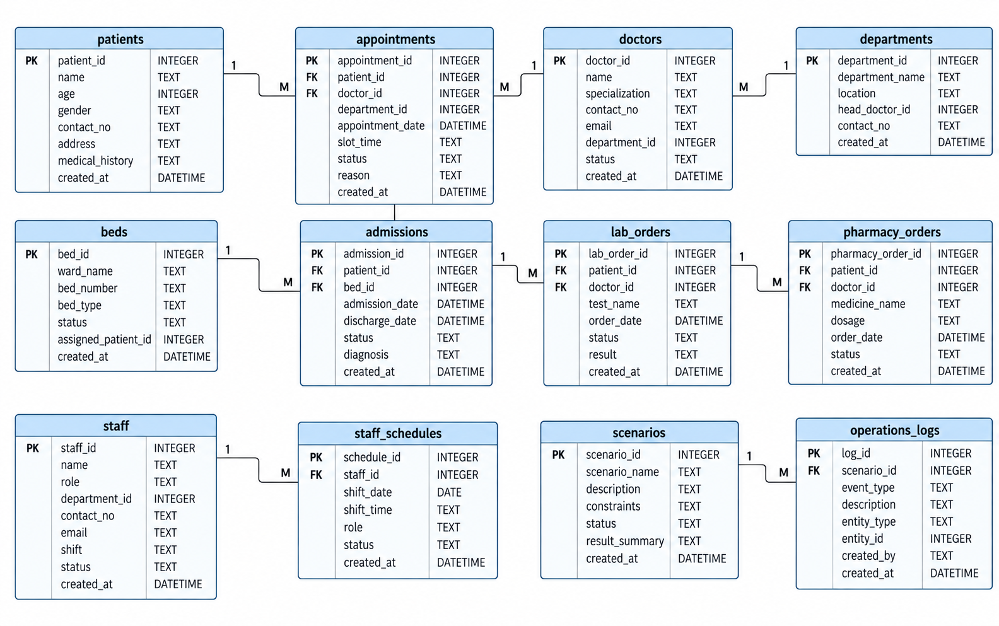 patients
PK patient_id INTEGER
name TEXT
age INTEGER
gender TEXT
contact_no TEXT
address TEXT
medical_history TEXT
created_at DATETIME
1
M
appointments
PK appointment_id INTEGER
FK patient_id INTEGER
FK doctor_id INTEGER
department_id INTEGER
appointment_date DATETIME
slot_time TEXT
status TEXT
reason TEXT
created_at DATETIME
1
M
doctors
PK doctor_id INTEGER
name TEXT
specialization TEXT
contact_no TEXT
email TEXT
department_id INTEGER
status TEXT
created_at DATETIME
1
M
departments
PK department_id INTEGER
department_name TEXT
location TEXT
head_doctor_id INTEGER
contact_no TEXT
created_at DATETIME
beds
PK bed_id INTEGER
ward_name TEXT
bed_number TEXT
bed_type TEXT
status TEXT
assigned_patient_id INTEGER
created_at DATETIME
1
M
admissions
PK admission_id INTEGER
FK patient_id INTEGER
FK bed_id INTEGER
admission_date DATETIME
discharge_date DATETIME
status TEXT
diagnosis TEXT
created_at DATETIME
1
M
lab_orders
PK lab_order_id INTEGER
FK patient_id INTEGER
FK doctor_id INTEGER
test_name TEXT
order_date DATETIME
status TEXT
result TEXT
created_at DATETIME
1
M
pharmacy_orders
PK pharmacy_order_id INTEGER
FK patient_id INTEGER
FK doctor_id INTEGER
medicine_name TEXT
dosage TEXT
order_date DATETIME
status TEXT
created_at DATETIME
staff
PK staff_id INTEGER
name TEXT
role TEXT
department_id INTEGER
contact_no TEXT
email TEXT
shift TEXT
status TEXT
created_at DATETIME
1
M
staff_schedules
PK schedule_id INTEGER
FK staff_id INTEGER
shift_date DATE
shift_time TEXT
role TEXT
status TEXT
created_at DATETIME
scenarios
PK scenario_id INTEGER
scenario_name TEXT
description TEXT
constraints TEXT
status TEXT
result_summary TEXT
created_at DATETIME
1
M
operations_logs
PK log_id INTEGER
FK scenario_id INTEGER
event_type TEXT
description TEXT
entity_type TEXT
entity_id INTEGER
created_by TEXT
created_at DATETIME